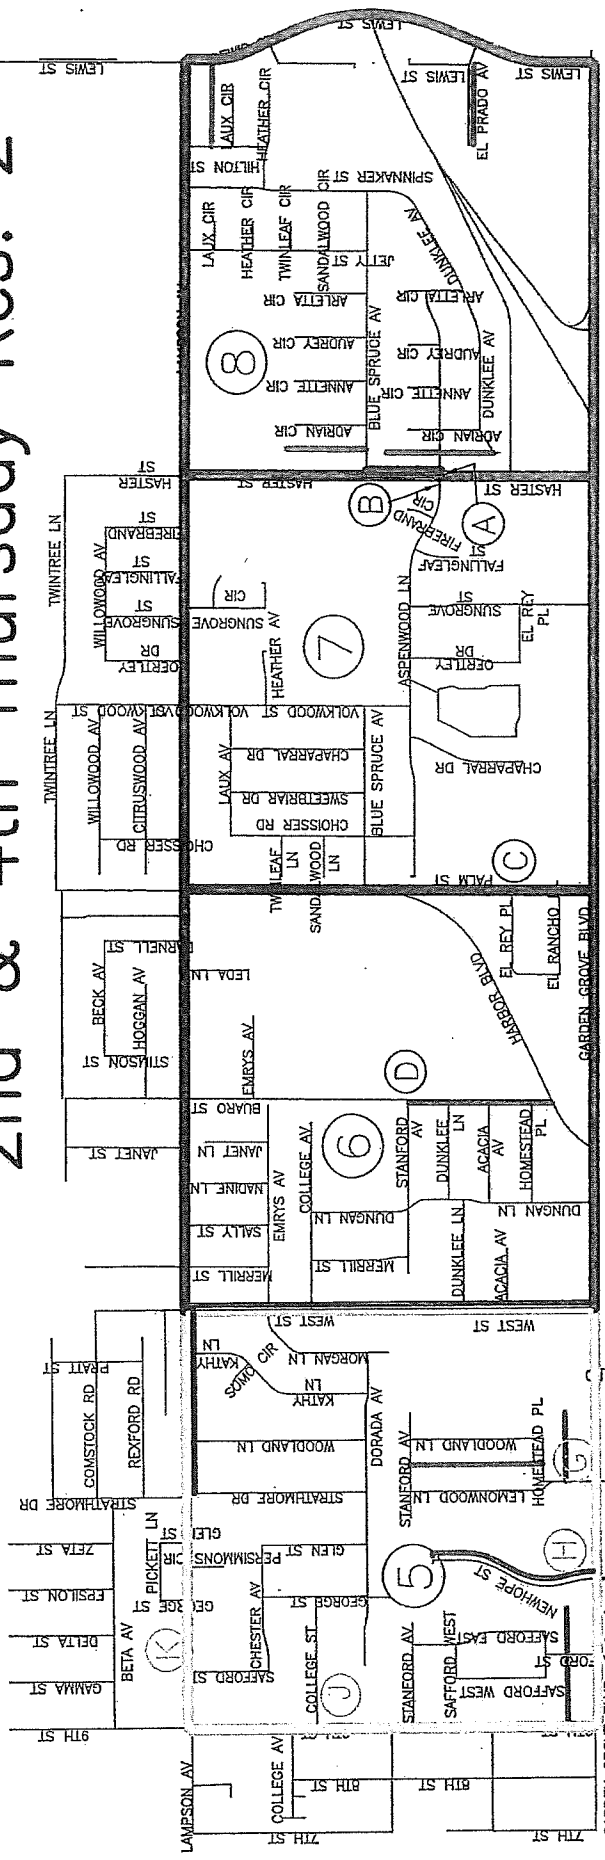 2nd & 4th Thursday Res. 2
LEWIS ST
LEWIS ST
LEWIS ST
LEWIS ST
LAUX CIR
HEATHER CIR
HILTON ST
EL PRADO AV
SPINNAKER ST
LAUX CIR
HEATHER CIR
TWINLEAF CIR
SANDALWOOD CIR
JETTY ST
DUNKLEE AV
ARLETTA CIR
ARLETTA CIR
8
AUDREY CIR
BLUE SPRUCE AV
AUDREY CIR
ANNETTE CIR
ANNETTE CIR
DUNKLEE AV
ADRIAN CIR
ADRIAN CIR
HASTER ST
HASTER ST
HASTER ST
B
A
TWINTREE LN
FIREBRAND ST
FIREBRAND CIR
WILLOWOOD AV
FALLINGLEAF ST
FALLINGLEAF ST
SUNGROVE ST
SUNGROVE CIR
SUNGROVE ST
OERTLEY DR
HEATHER AV
7
ASPENWOOD LN
OERTLEY DR
EL REY PL
TWINTREE LN
VOLKWOOD ST
VOLKWOOD ST
WILLOWOOD AV
CITRUSWOOD AV
LAUX AV
CHAPARRAL DR
BLUE SPRUCE AV
CHAPARRAL DR
SWEETBRIAR DR
CHOISSER RD
CHOISSER RD
TWINLEAF LN
SANDALWOOD LN
PALM ST
C
DARNELL ST
BECK AV
HOGGAN AV
STIMSON ST
LEDA LN
EMRYS AV
HARBOR BLVD
EL REY PL
EL RANCHO
GARDEN GROVE BLVD
D
BUARO ST
JANET ST
JANET LN
NADINE LN
SALLY ST
MERRILL ST
EMRYS AV
COLLEGE AV
6
STANFORD AV
DUNKLEE LN
ACACIA AV
HOMESTEAD PL
DUNGAN LN
DUNGAN LN
MERRILL ST
DUNKLEE LN
ACACIA AV
WEST ST
WEST ST
PRATT ST
COMSTOCK RD
REXFORD RD
STRATHMORE DR
KATHY LN
SUMO CIR
MORGAN LN
KATHY LN
WOODLAND LN
DORADA AV
STRATHMORE DR
STANFORD AV
WOODLAND LN
LEMONWOOD LN
HOMESTEAD PL
G
ZETA ST
EPSILON ST
DELTA ST
GAMMA ST
BETA AV
PICKETT LN
GLEN ST
PERSIMMONS CIR
GEORGE ST
K
GLEN ST
CHESTER AV
GEORGE ST
COLLEGE ST
SAFFORD ST
J
5
H
NEWHOPE ST
STANFORD AV
SAFFORD WEST
SAFFORD EAST
SAFFORD WEST
9TH ST
LAMPSON AV
COLLEGE AV
8TH ST
8TH ST
7TH ST
7TH ST